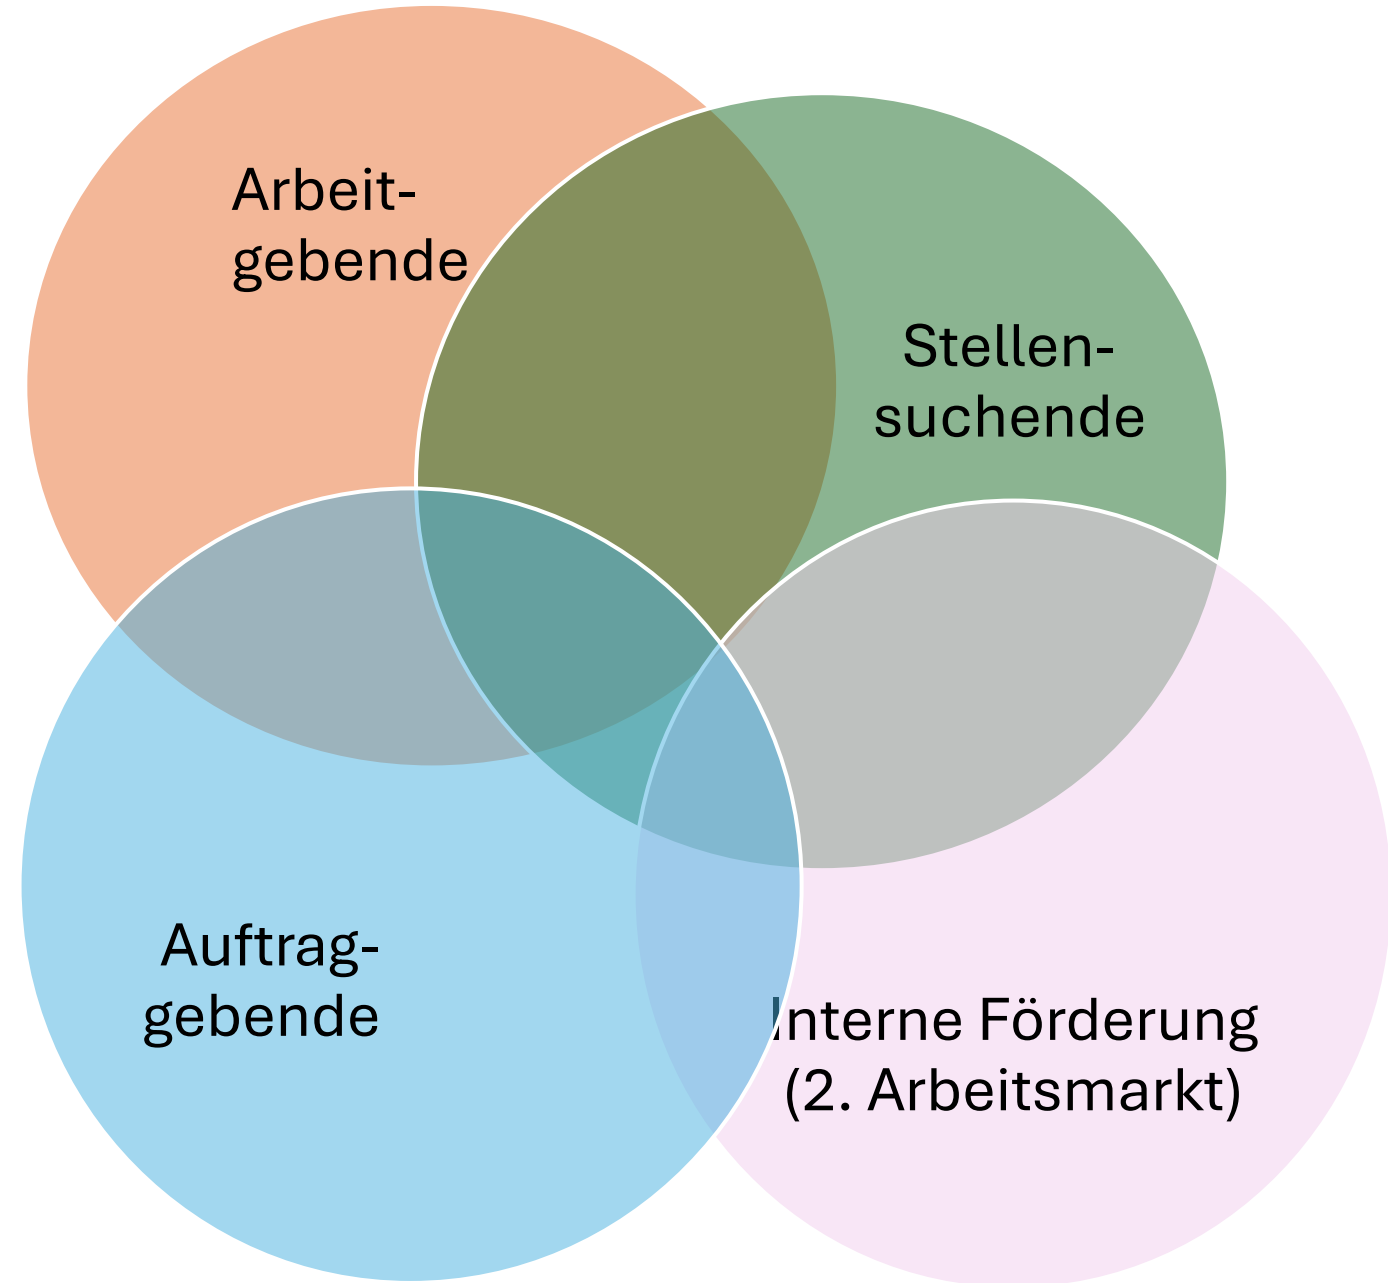 Arbeit-
gebende
Stellen-
suchende
Auftrag-
gebende
Interne Förderung
(2. Arbeitsmarkt)